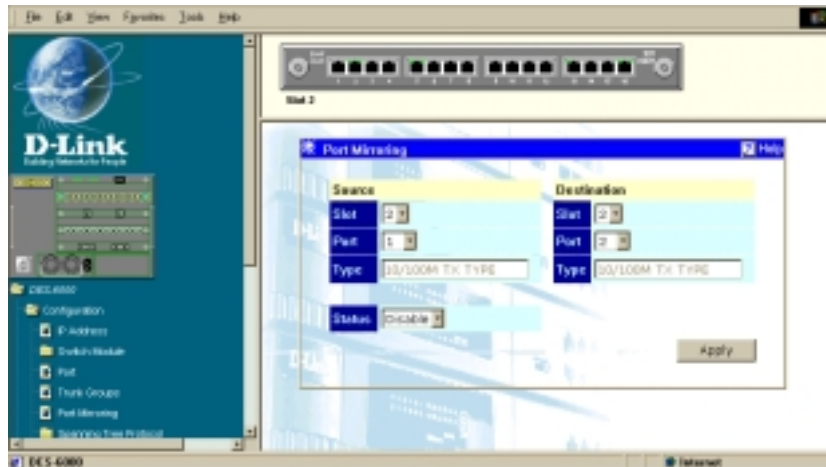 File Edit View Favorites Tools Help
Slot 2
D-Link
Building Networks for People
Port Mirroring Help
Source Destination
Slot 2 Slot 2
Port 1 Port 2
Type 10/100M TX TYPE Type 10/100M TX TYPE
Status Disable
Apply
DES-6000
Configuration
IP Address
Switch Module
Port
Trunk Groups
Port Mirroring
Spanning Tree Protocol
DES-6000 Internet